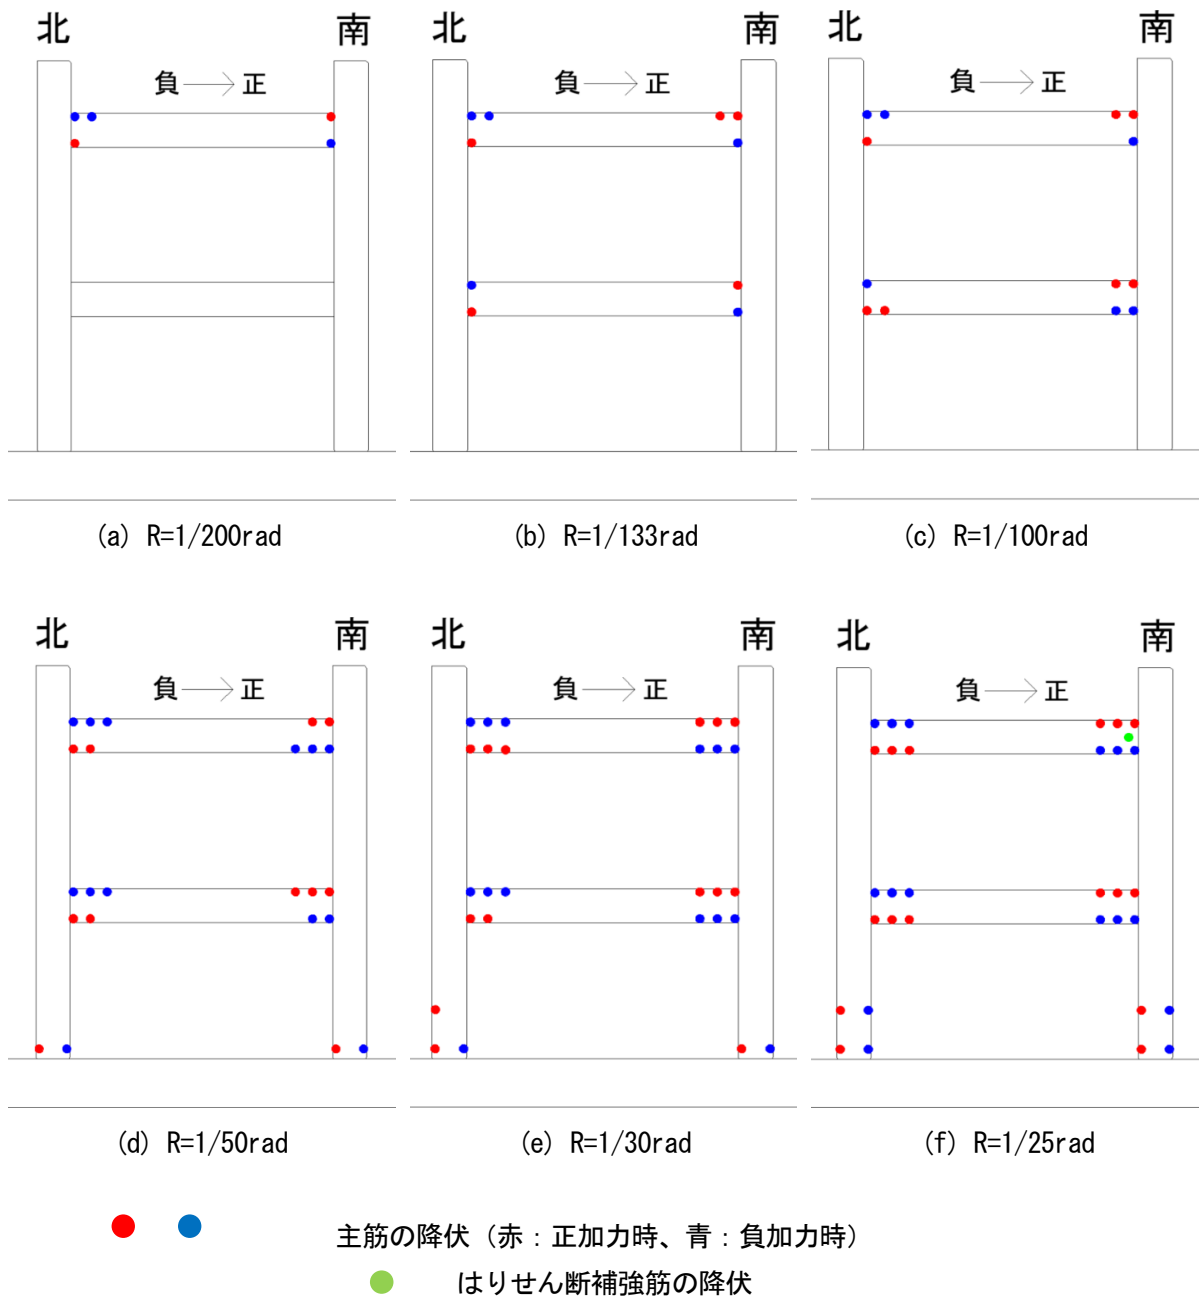 北 南
負→正
北 南
負→正
北 南
負→正
(a) R=1/200rad
(b) R=1/133rad
(c) R=1/100rad
北 南
負→正
北 南
負→正
北 南
負→正
(d) R=1/50rad
(e) R=1/30rad
(f) R=1/25rad
主筋の降伏（赤：正加力時、青：負加力時）
はりせん断補強筋の降伏